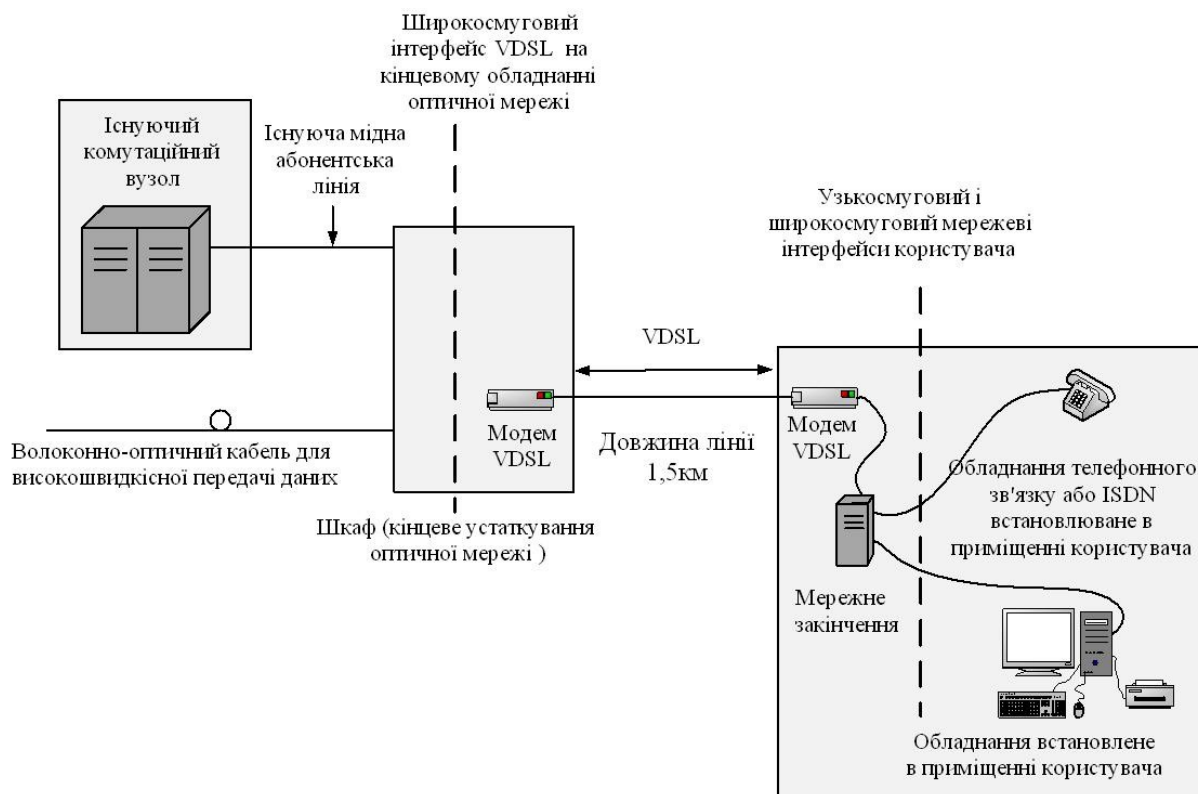 Широкосмуговий
інтерфейс VDSL на
кінцевому обладнанні
оптичної мережі
Існуючий
комутаційний
вузол
Існуюча мідна
абонентська
лінія
Узькосмуговий і
широкосмуговий мережеві
інтерфейси користувача
VDSL
Волоконно-оптичний кабель для
високошвидкісної передачі даних
Модем
VDSL
Довжина лінії
1,5км
Модем
VDSL
Шкаф (кінцеве устаткування
оптичної мережі )
Обладнання телефонного
зв'язку або ISDN
встановлюване в
приміщенні користувача
Мережне
закінчення
Обладнання встановлене
в приміщенні користувача